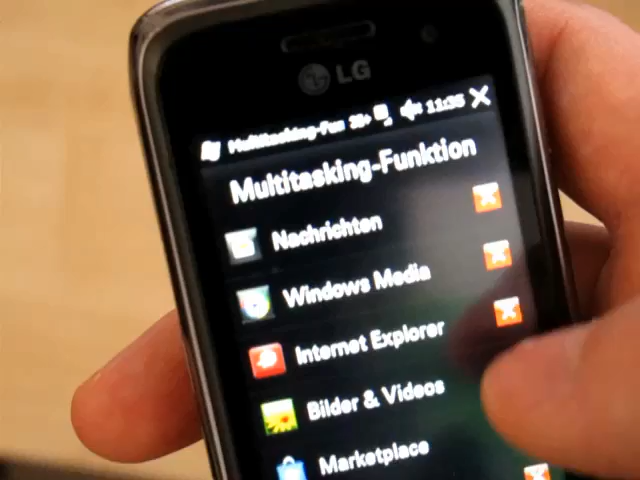 LG
Multitasking-Fun 11:35
Multitasking-Funktion
Nachrichten
Windows Media
Internet Explorer
Bilder & Videos
Marketplace